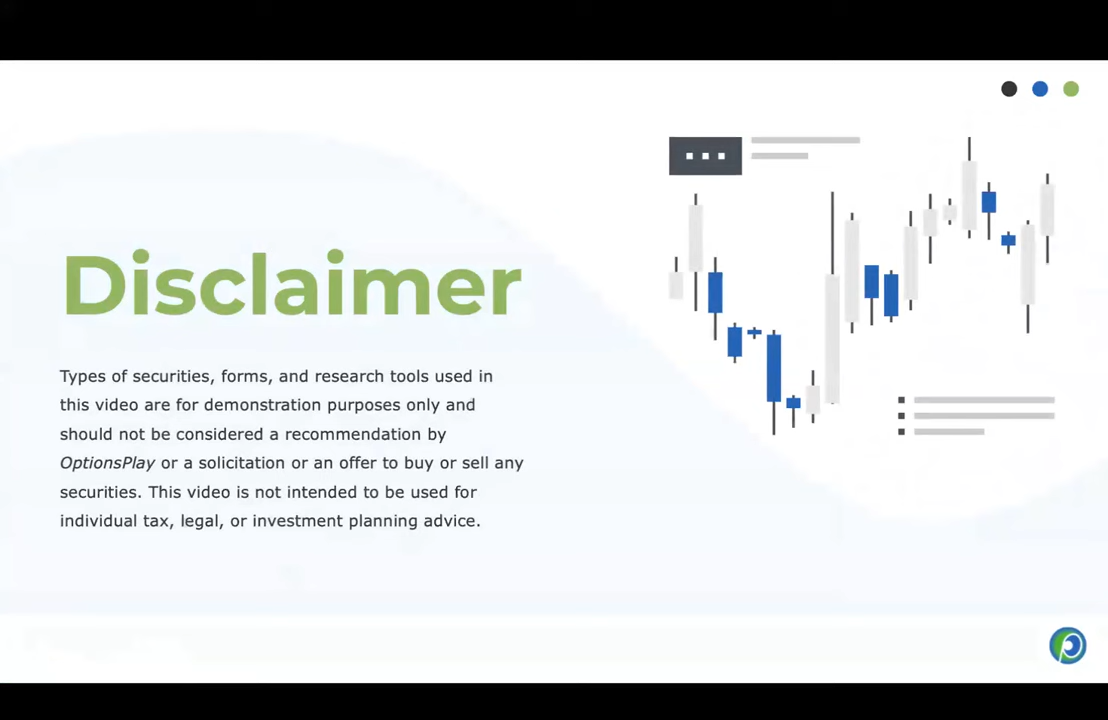 Disclaimer
Types of securities, forms, and research tools used in
this video are for demonstration purposes only and
should not be considered a recommendation by
OptionsPlay or a solicitation or an offer to buy or sell any
securities. This video is not intended to be used for
individual tax, legal, or investment planning advice.